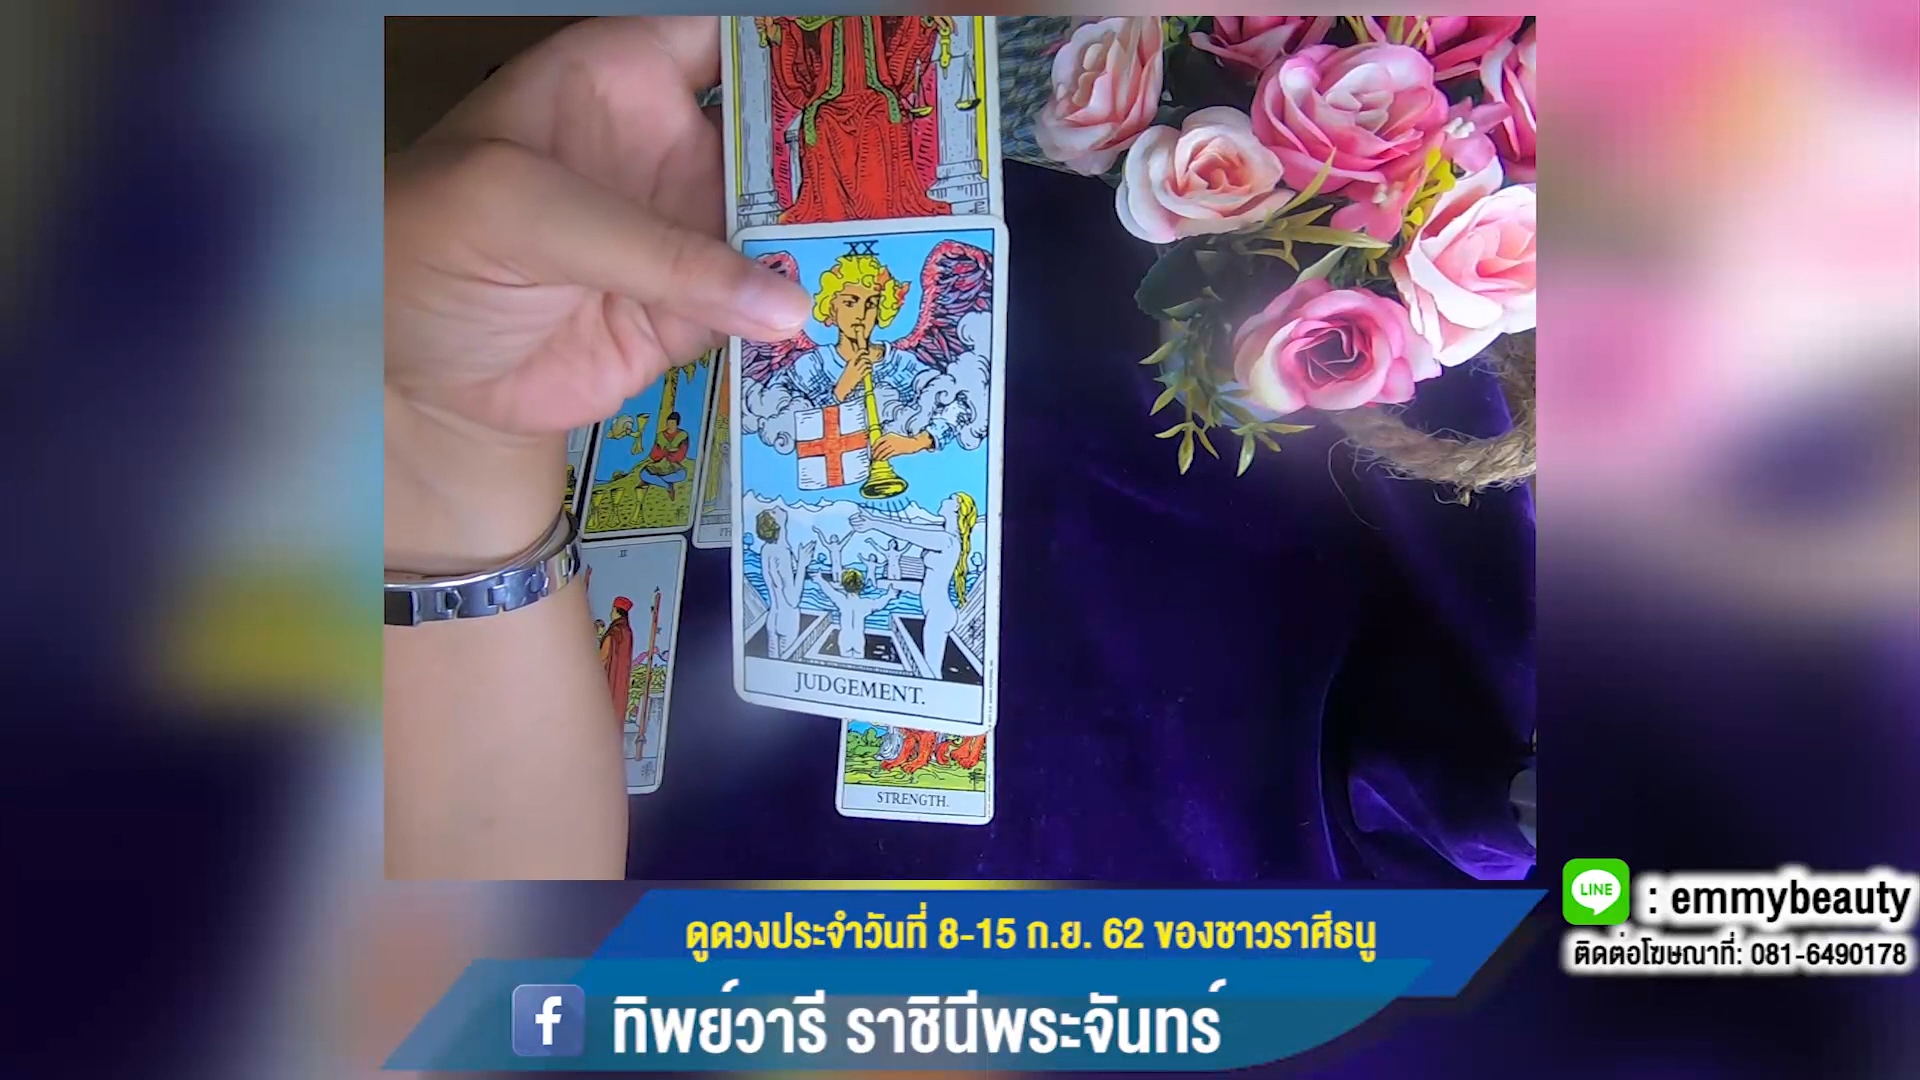 XX
JUDGEMENT.
III
STRENGTH.
LINE : emmybeauty
ติดต่อโฆษณาที่: 081-6490178
ดูดวงประจำวันที่ 8-15 ก.ย. 62 ของชาวราศีธนู
f ทิพย์วารี ราชินีพระจันทร์